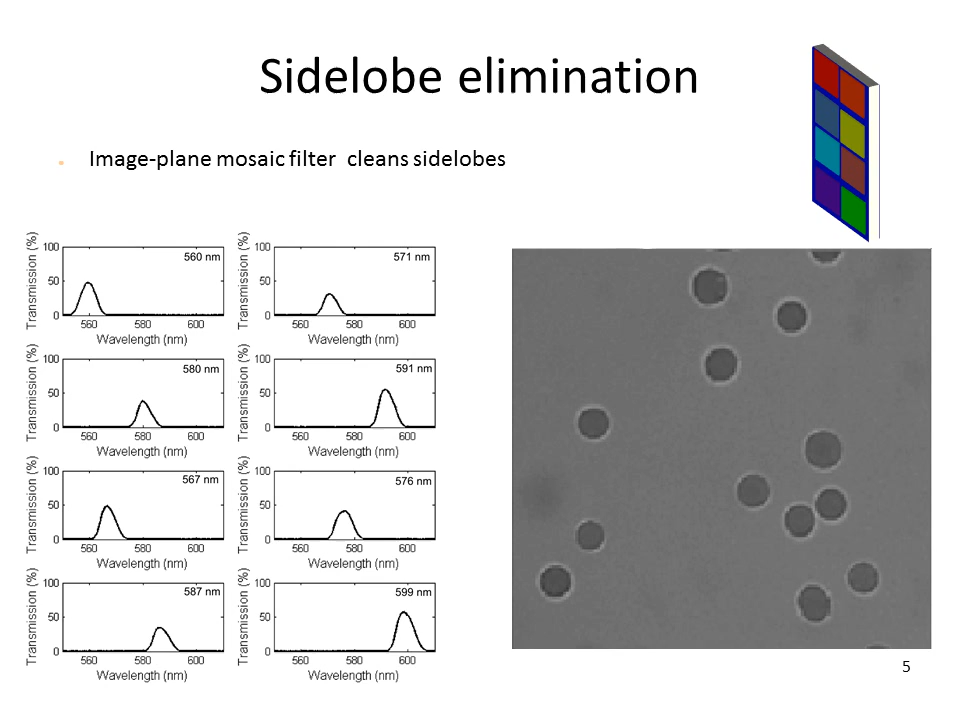 Sidelobe elimination
Image-plane mosaic filter cleans sidelobes
Transmission (%)
100
50
0
560 nm
560 580 600
Wavelength (nm)
Transmission (%)
100
50
0
571 nm
560 580 600
Wavelength (nm)
Transmission (%)
100
50
0
580 nm
560 580 600
Wavelength (nm)
Transmission (%)
100
50
0
591 nm
560 580 600
Wavelength (nm)
Transmission (%)
100
50
0
567 nm
560 580 600
Wavelength (nm)
Transmission (%)
100
50
0
576 nm
560 580 600
Wavelength (nm)
Transmission (%)
100
50
0
587 nm
560 580 600
Wavelength (nm)
Transmission (%)
100
50
0
599 nm
560 580 600
Wavelength (nm)
5